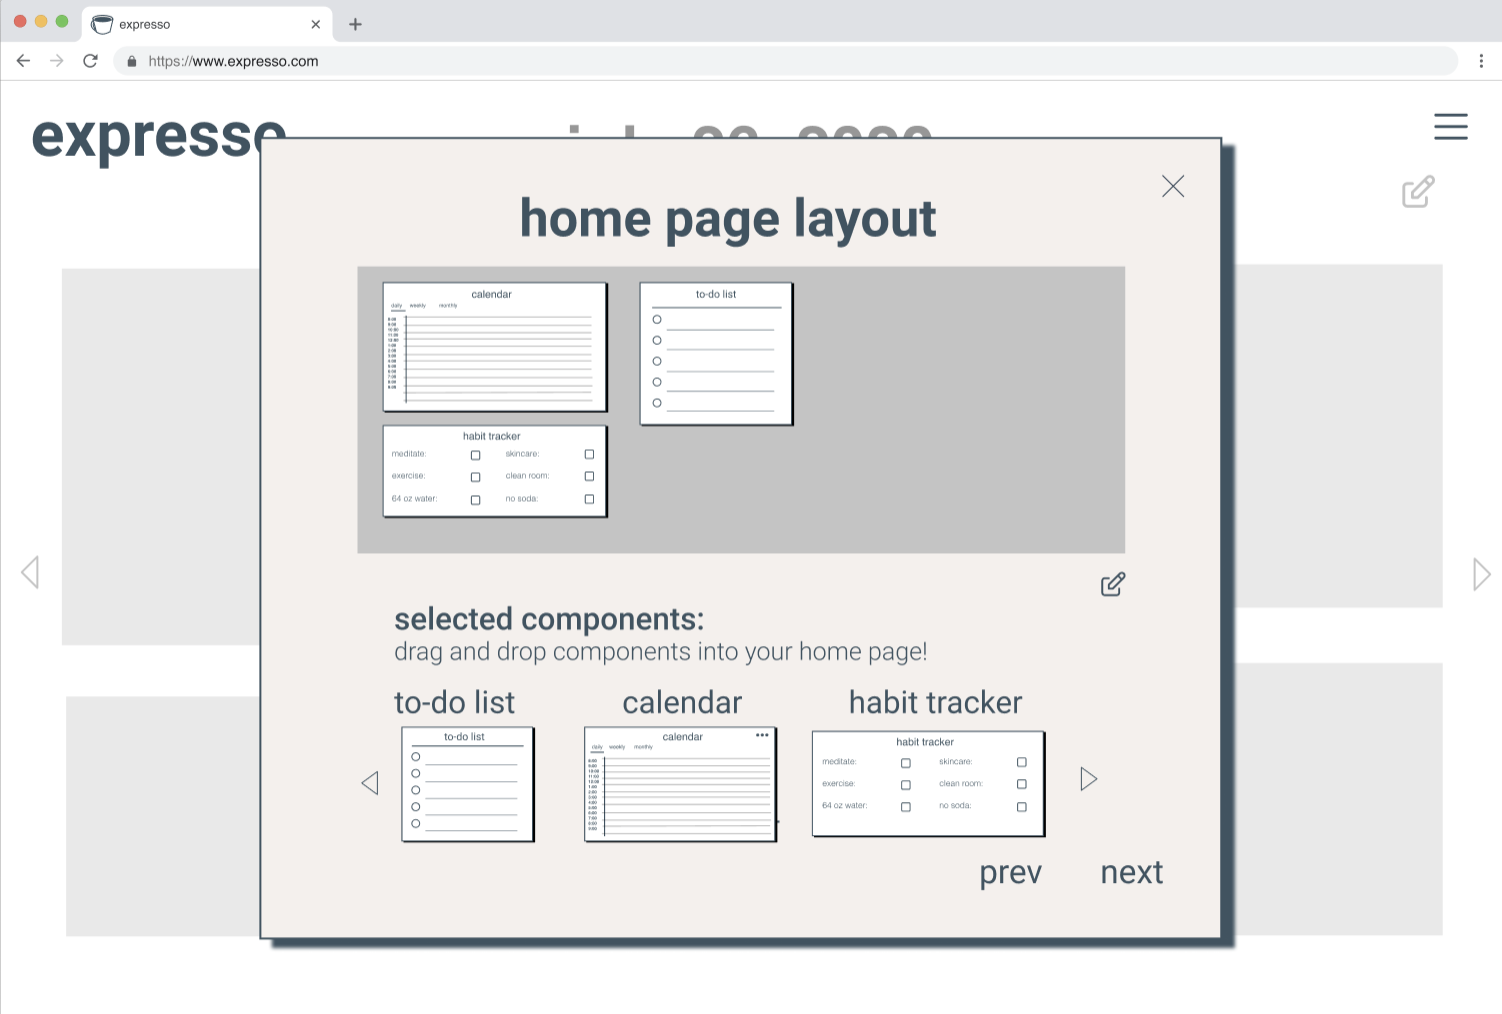 expresso
https://www.expresso.com
expresso
home page layout
calendar
daily weekly monthly
to-do list
habit tracker
meditate: skincare:
exercise: clean room:
64 oz water: no soda:
selected components:
drag and drop components into your home page!
to-do list calendar habit tracker
to-do list
calendar
daily weekly monthly
habit tracker
meditate: skincare:
exercise: clean room:
64 oz water: no soda:
prev next